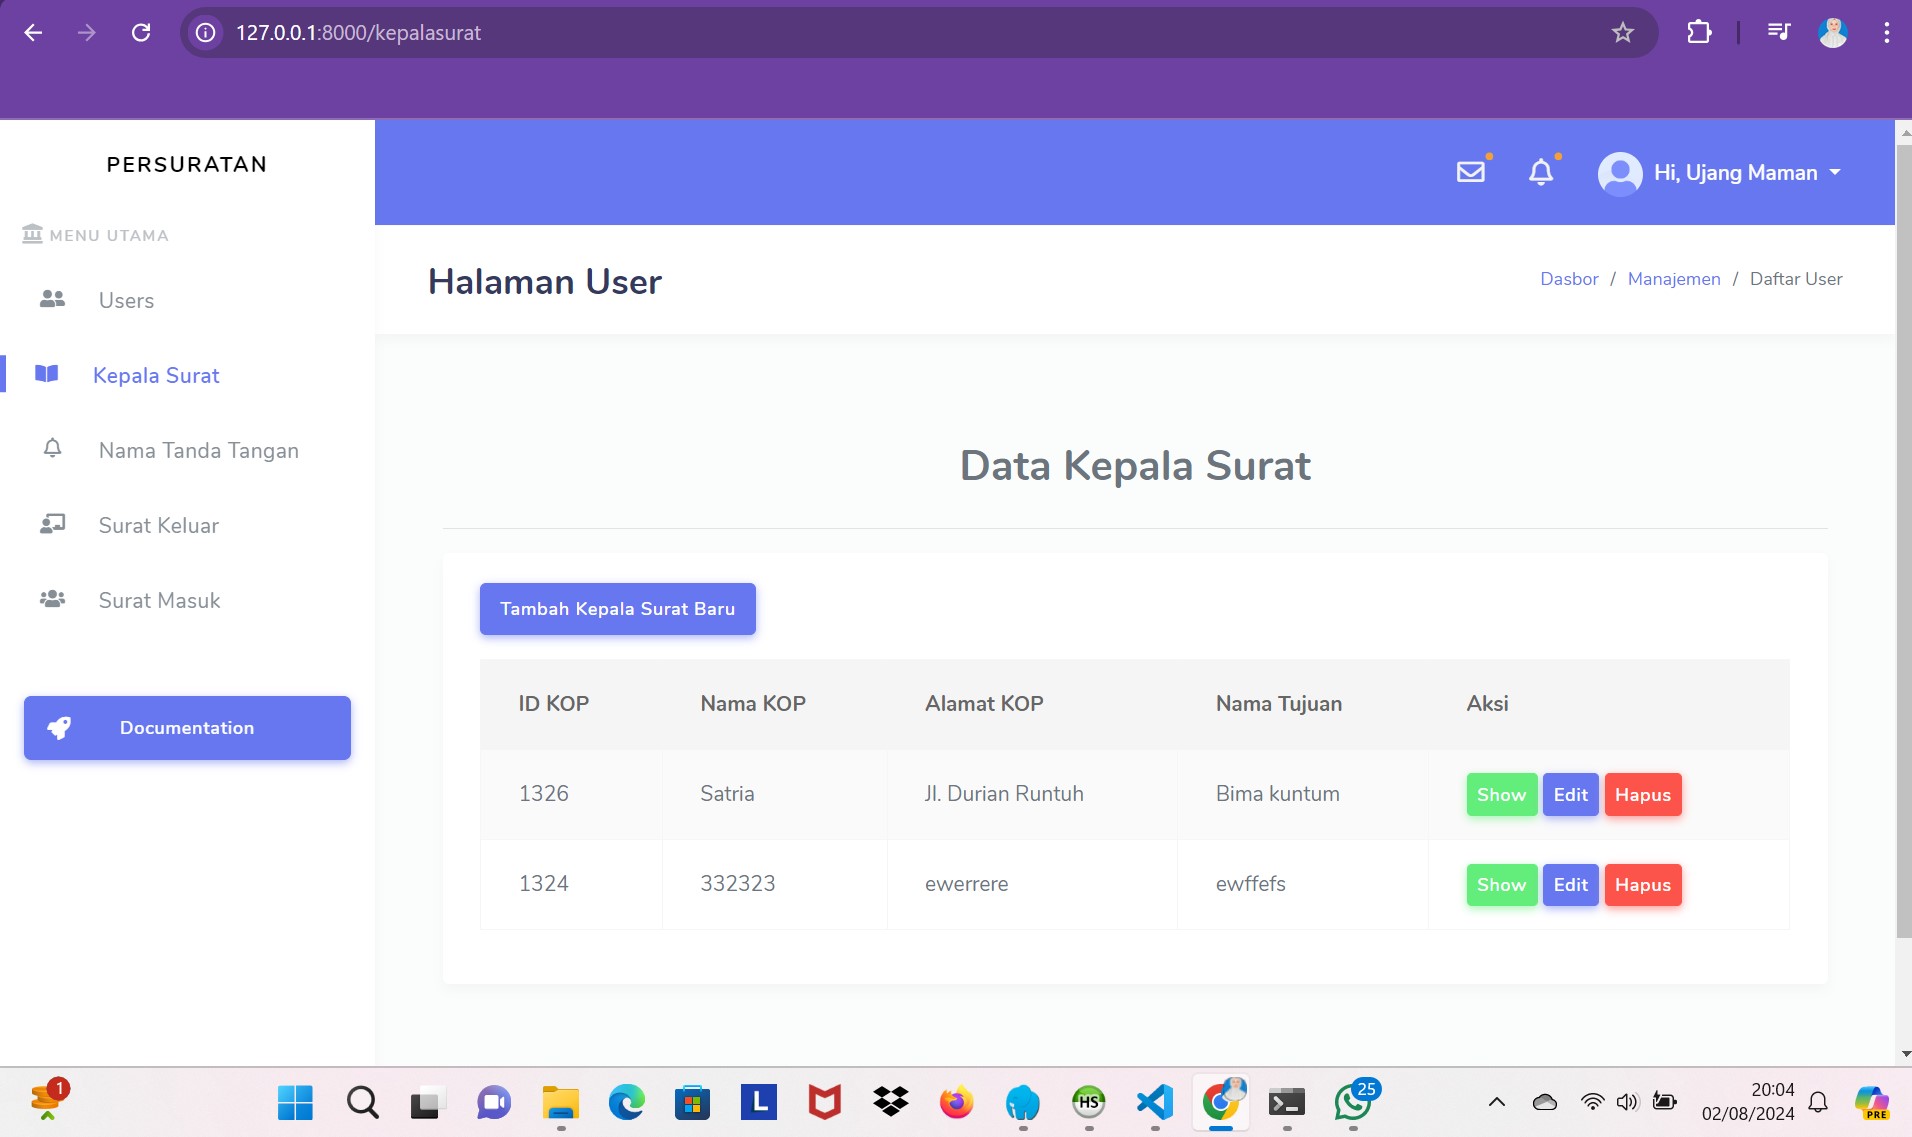 127.0.0.1:8000/kepalasurat
PERSURATAN
MENU UTAMA
Users
Kepala Surat
Nama Tanda Tangan
Surat Keluar
Surat Masuk
Documentation
Hi, Ujang Maman
Halaman User
Dasbor / Manajemen / Daftar User
Data Kepala Surat
Tambah Kepala Surat Baru
ID KOP Nama KOP Alamat KOP Nama Tujuan Aksi
1326 Satria Jl. Durian Runtuh Bima kuntum Show Edit Hapus
1324 332323 ewerrere ewffefs Show Edit Hapus
1
L
HS
25
20:04
02/08/2024
PRE